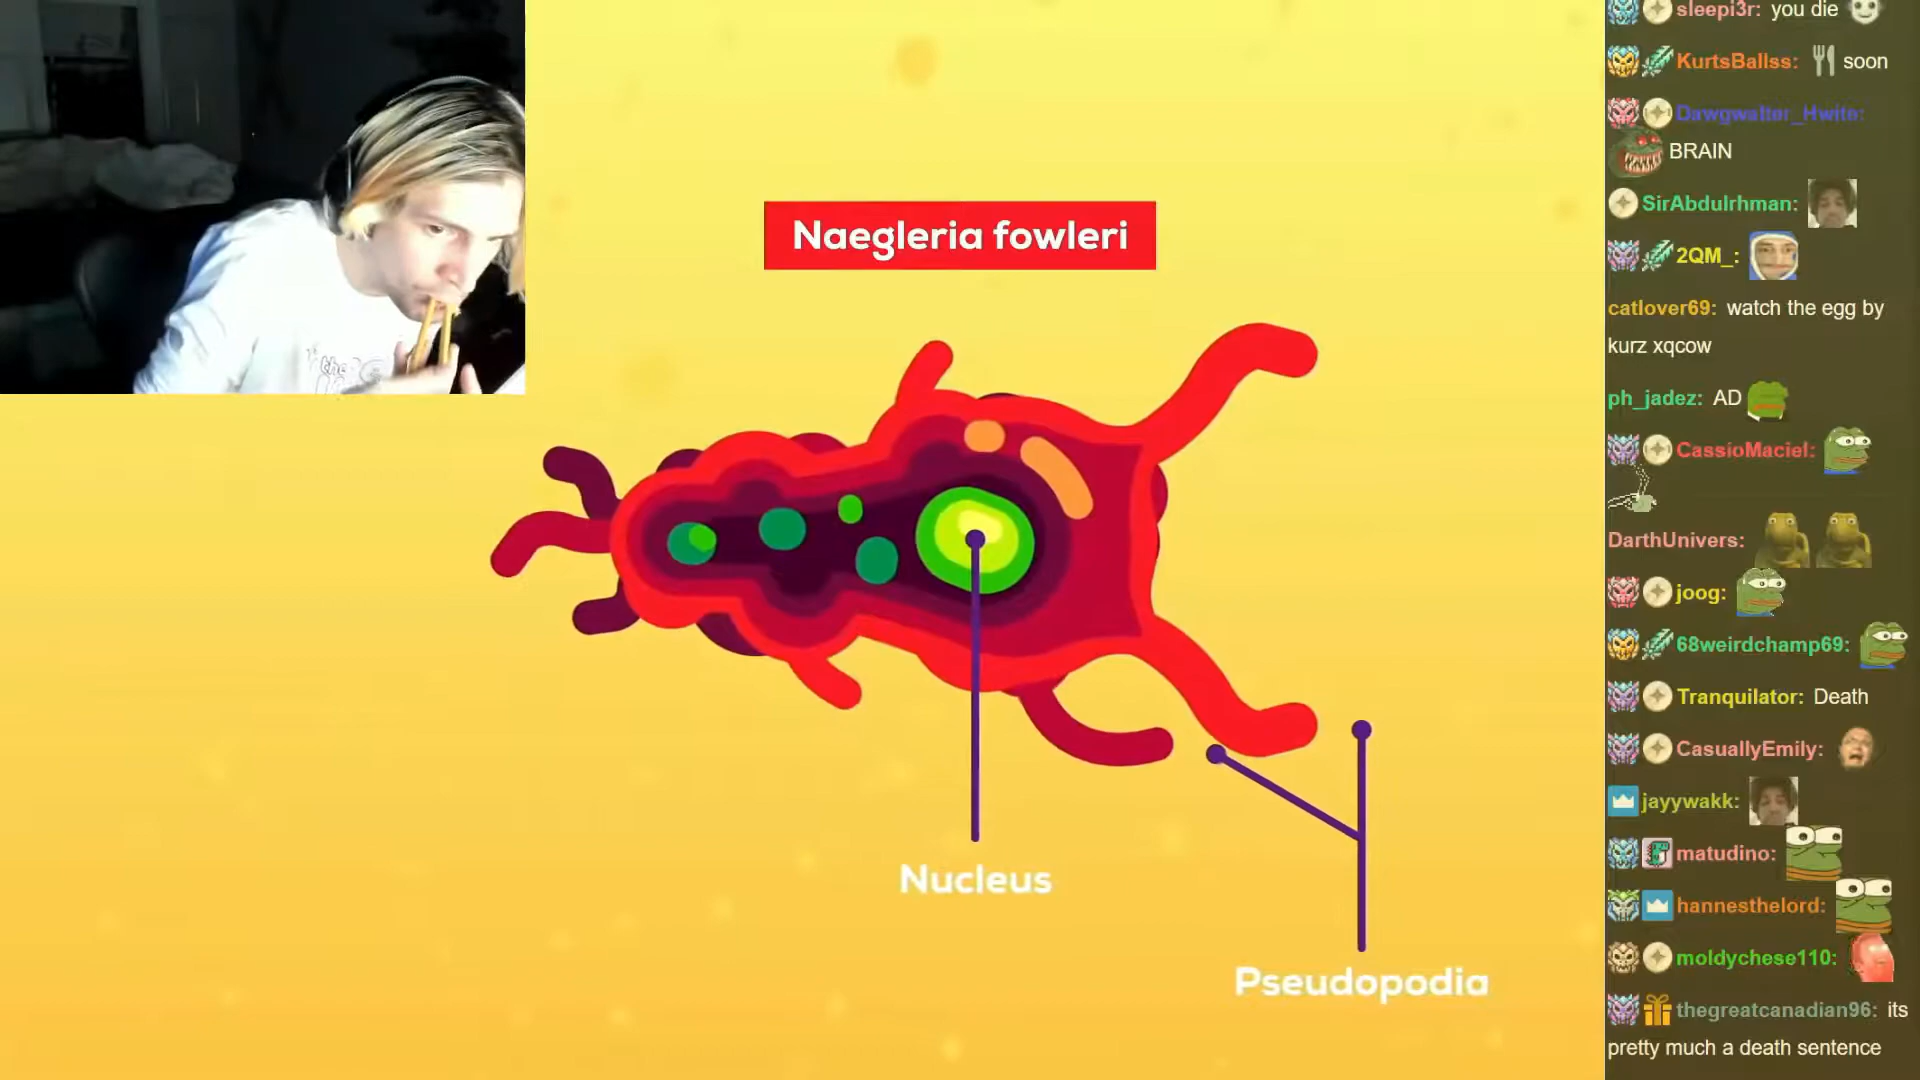 Naegleria fowleri
Nucleus
Pseudopodia
sleepi3r: you die
KurtsBallss: soon
Dawgwalter_Hwite:
BRAIN
SirAbdulrhman:
2QM_:
catlover69: watch the egg by
kurz xqcow
ph_jadez: AD
CassioMaciel:
DarthUnivers:
joog:
68weirdchamp69:
Tranquilator: Death
CasuallyEmily:
jayywakk:
matudino:
hannesthelord:
moldychese110:
thegreatcanadian96: its
pretty much a death sentence